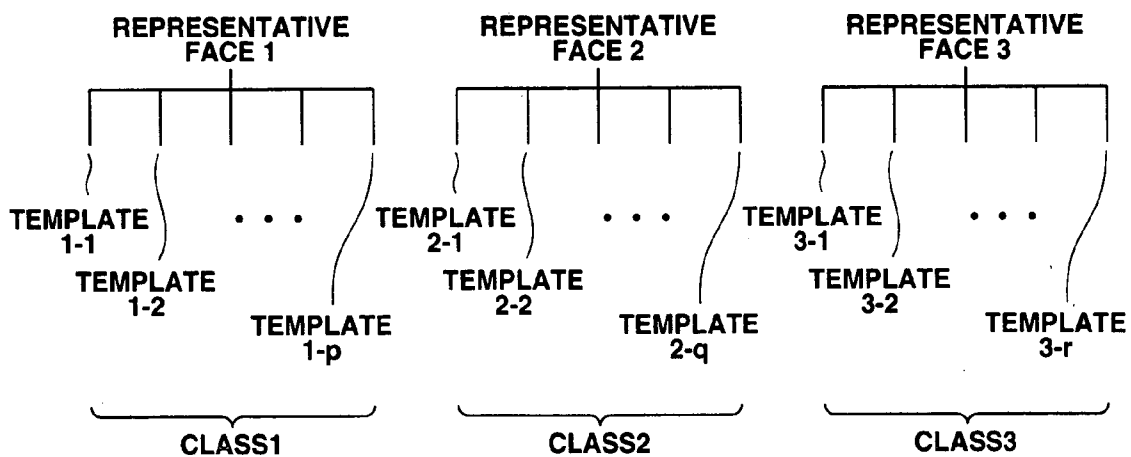 REPRESENTATIVE
FACE 1
REPRESENTATIVE
FACE 2
REPRESENTATIVE
FACE 3
TEMPLATE
1-1
• • •
TEMPLATE
1-2
TEMPLATE
1-p
TEMPLATE
2-1
• • •
TEMPLATE
2-2
TEMPLATE
2-q
TEMPLATE
3-1
• • •
TEMPLATE
3-2
TEMPLATE
3-r
CLASS1
CLASS2
CLASS3